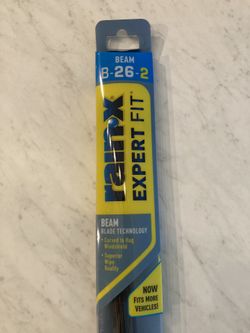 BEAM
B-26-2
rain-x
EXPERT FIT
BEAM
BLADE TECHNOLOGY
• Curved to Hug
Windshield
• Superior
Wipe
Quality
NOW
FITS MORE
VEHICLES!